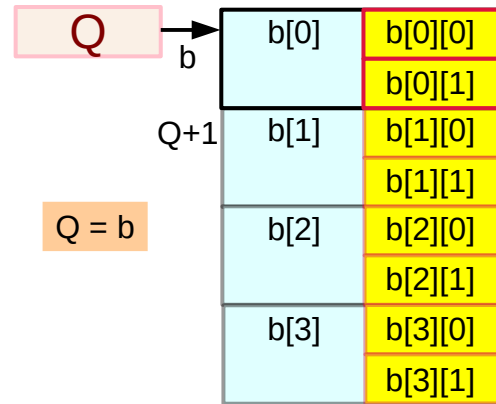 Q b b[0] b[0][0]
b[0][1]
Q+1 b[1] b[1][0]
b[1][1]
Q = b b[2] b[2][0]
b[2][1]
b[3] b[3][0]
b[3][1]